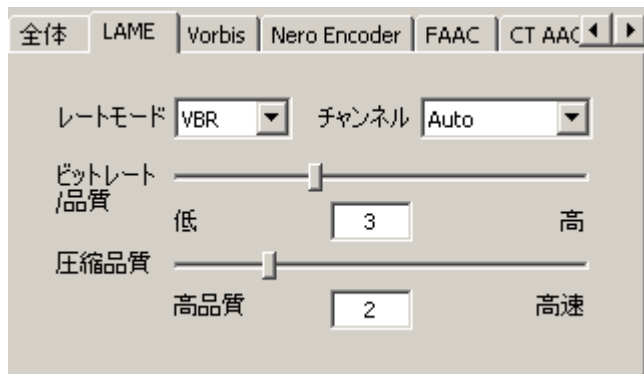 全体 LAME Vorbis Nero Encoder FAAC CT AAC
レートモード VBR チャンネル Auto
ビットレート
/品質
低 3 高
圧縮品質
高品質 2 高速